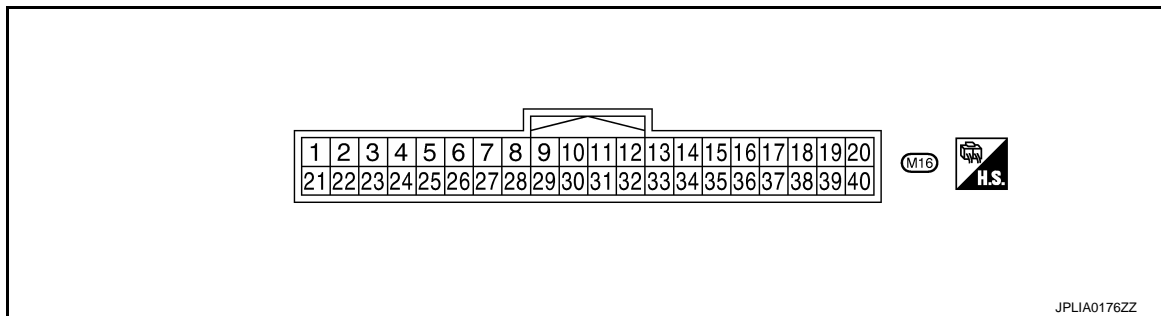 1 2 3 4 5 6 7 8 9 10 11 12 13 14 15 16 17 18 19 20
21 22 23 24 25 26 27 28 29 30 31 32 33 34 35 36 37 38 39 40
M16
H.S.
JPLIA0176ZZ